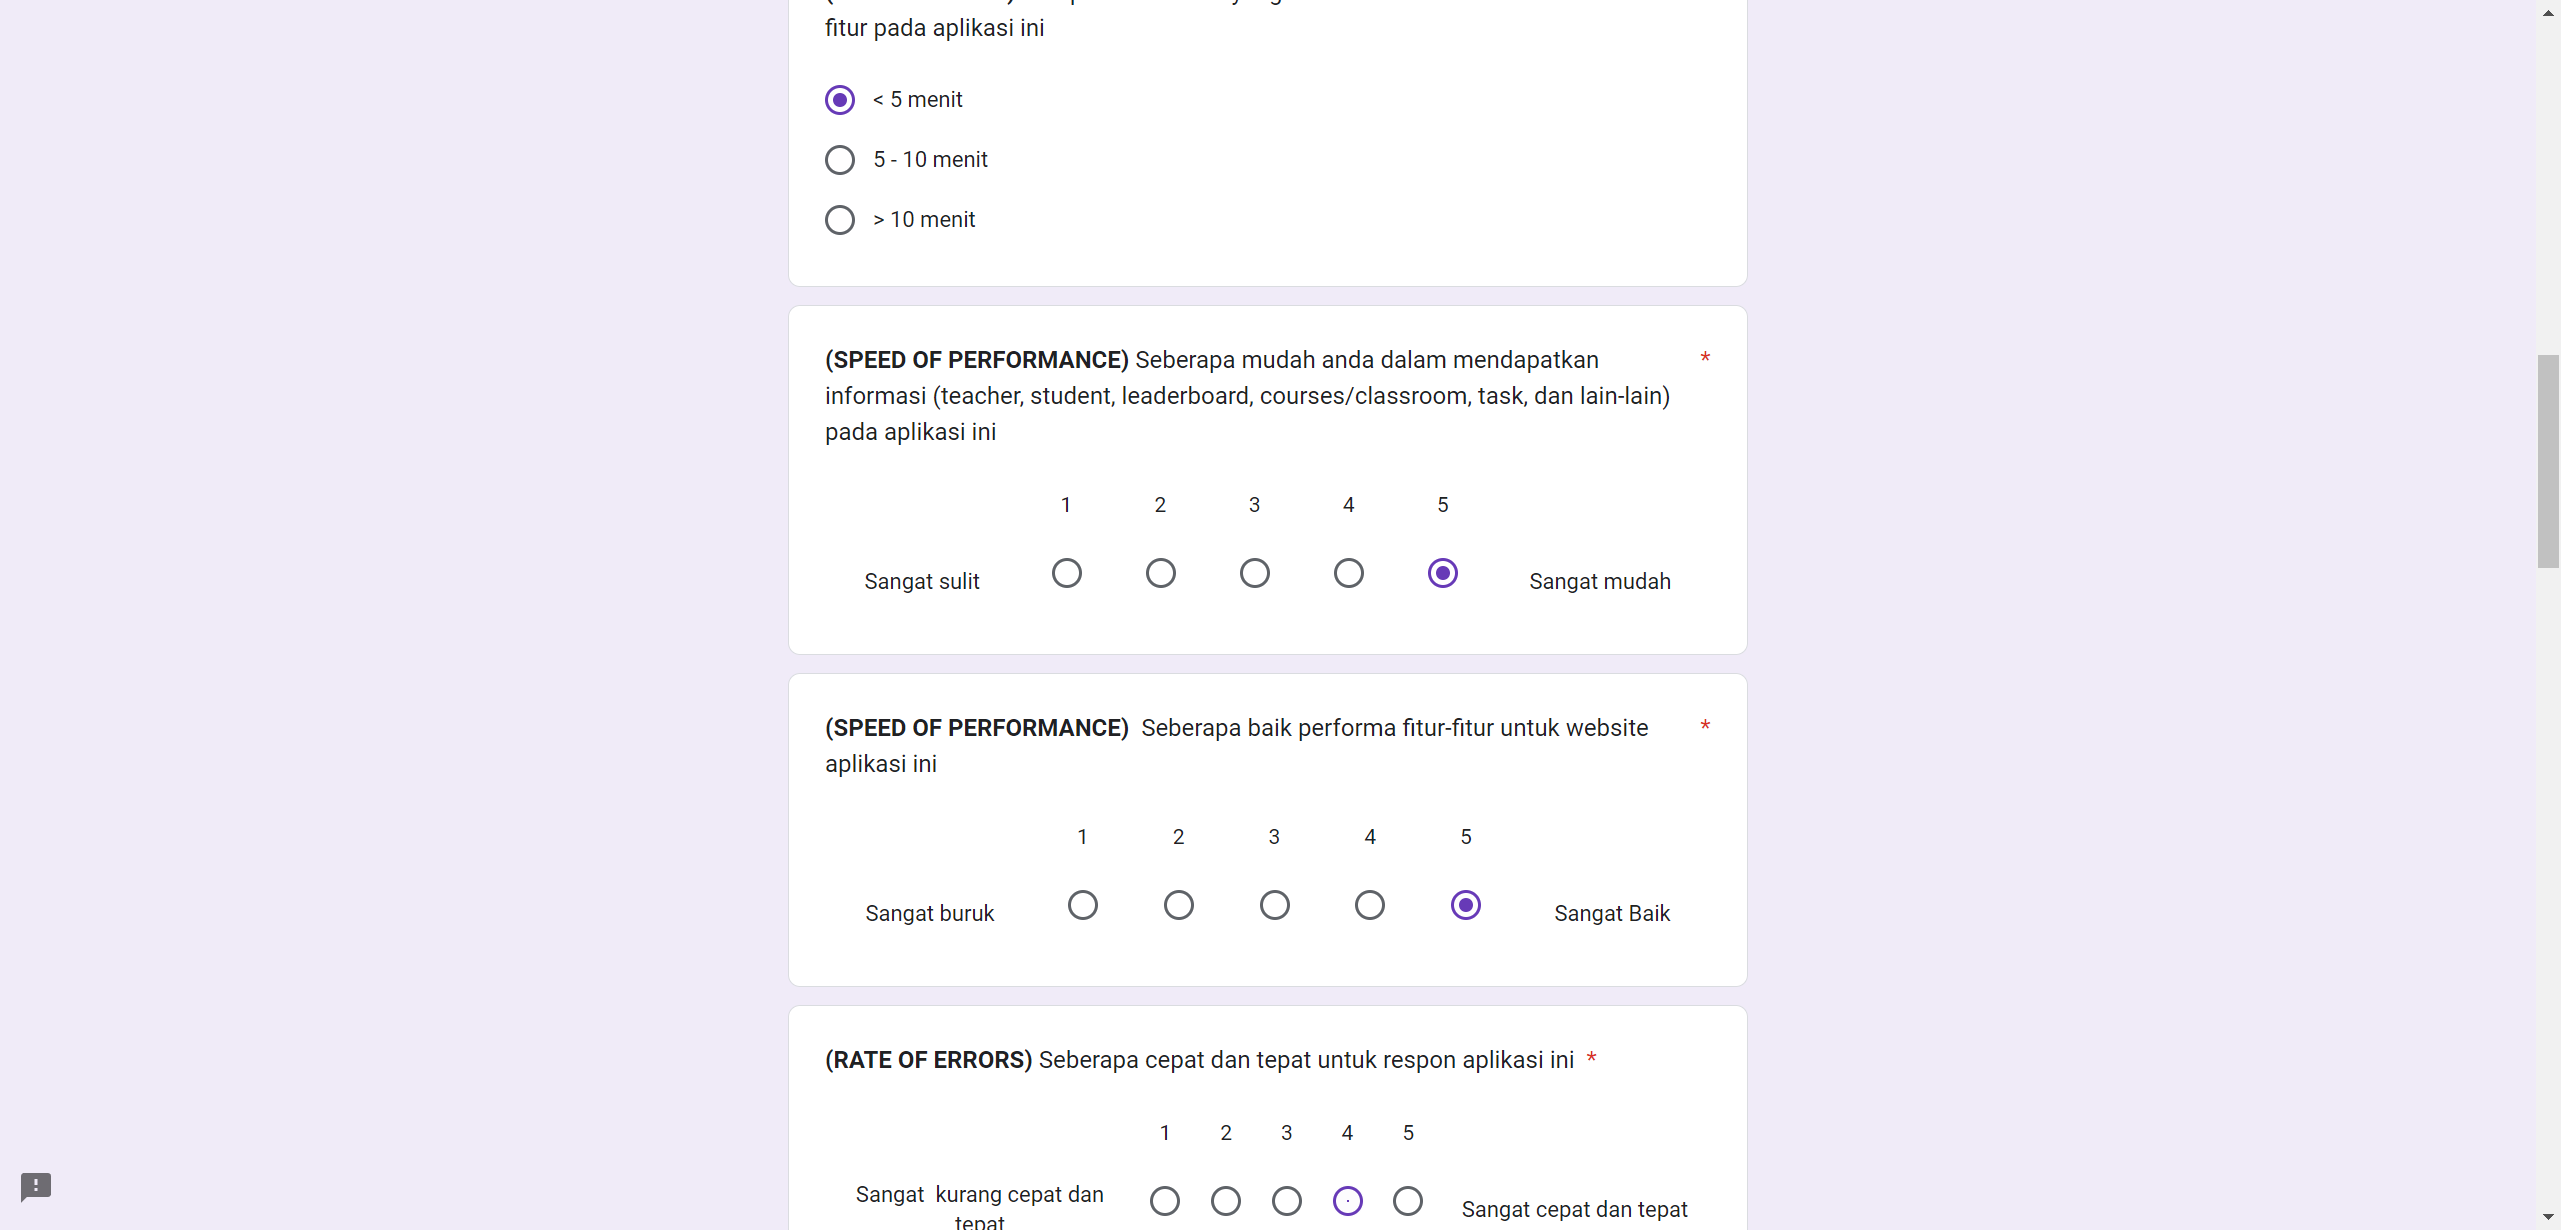 fitur pada aplikasi ini
< 5 menit
5 - 10 menit
> 10 menit
(SPEED OF PERFORMANCE) Seberapa mudah anda dalam mendapatkan *
informasi (teacher, student, leaderboard, courses/classroom, task, dan lain-lain)
pada aplikasi ini
1 2 3 4 5
Sangat sulit Sangat mudah
(SPEED OF PERFORMANCE)  Seberapa baik performa fitur-fitur untuk website *
aplikasi ini
1 2 3 4 5
Sangat buruk Sangat Baik
(RATE OF ERRORS) Seberapa cepat dan tepat untuk respon aplikasi ini *
1 2 3 4 5
Sangat  kurang cepat dan
tepat
Sangat cepat dan tepat